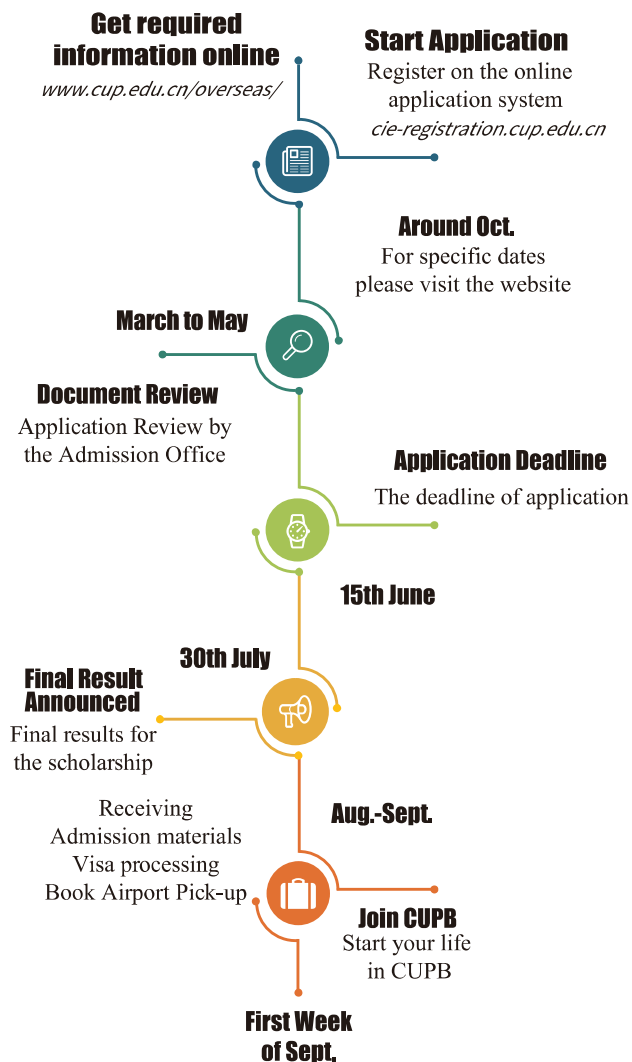 Get required
information online
www.cup.edu.cn/overseas/
Start Application
Register on the online
application system
cie-registration.cup.edu.cn
Around Oct.
For specific dates
please visit the website
March to May
Document Review
Application Review by
the Admission Office
Application Deadline
The deadline of application
15th June
30th July
Final Result
Announced
Final results for
the scholarship
Aug.-Sept.
Receiving
Admission materials
Visa processing
Book Airport Pick-up
Join CUPB
Start your life
in CUPB
First Week
of Sept.